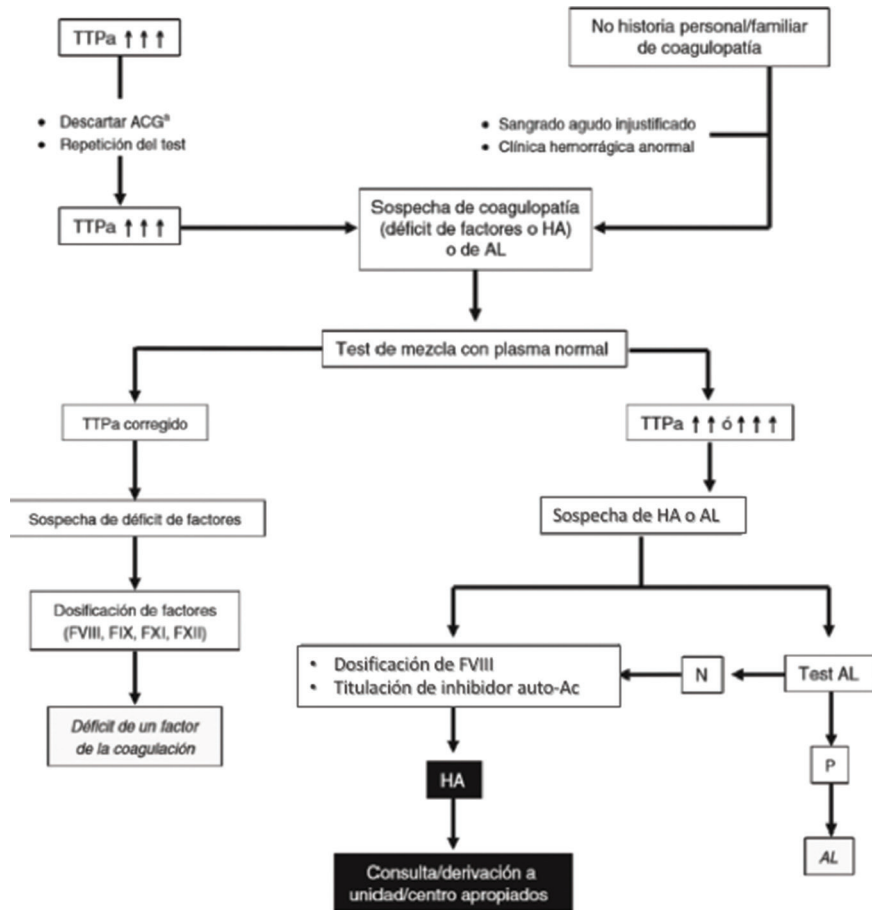 TTPa ↑ ↑ ↑
No historia personal/familiar
de coagulopatía
• Descartar ACGª
• Repetición del test
• Sangrado agudo injustificado
• Clínica hemorrágica anormal
TTPa ↑ ↑ ↑
Sospecha de coagulopatía
(déficit de factores o HA)
o de AL
Test de mezcla con plasma normal
TTPa corregido
TTPa ↑ ↑ ó ↑ ↑ ↑
Sospecha de déficit de factores
Sospecha de HA o AL
Dosificación de factores
(FVIII, FIX, FXI, FXII)
• Dosificación de FVIII
• Titulación de inhibidor auto-Ac
N
Test AL
Déficit de un factor
de la coagulación
HA
P
AL
Consulta/derivación a
unidad/centro apropiados